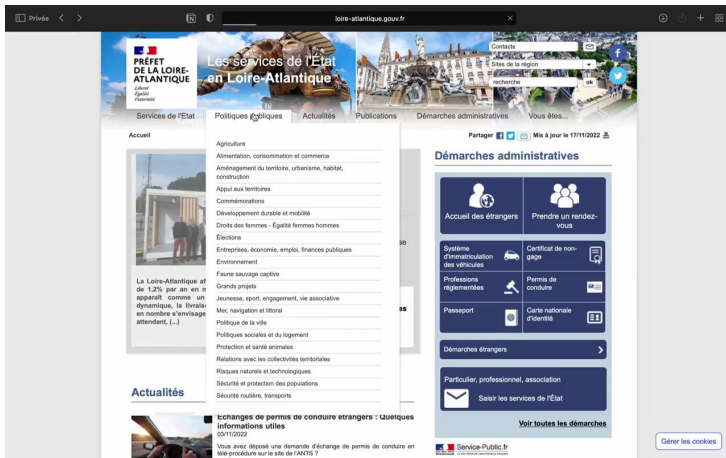 Privée
loire-atlantique.gouv.fr
PRÉFET
DE LA LOIRE-
ATLANTIQUE
Liberté
Égalité
Fraternité
Les services de l'État
en Loire-Atlantique
Contacts
Sites de la région
recherche
ok
Services de l'Etat
Politiques publiques
Actualités
Publications
Démarches administratives
Vous êtes...
Accueil
Partager
Mis à jour le 17/11/2022
Agriculture
Alimentation, consommation et commerce
Aménagement du territoire, urbanisme, habitat,
construction
Appui aux territoires
Commémorations
Développement durable et mobilité
Droits des femmes - Égalité femmes hommes
Élections
Entreprises, économie, emploi, finances publiques
Environnement
Faune sauvage captive
Grands projets
Jeunesse, sport, engagement, vie associative
Mer, navigation et littoral
Politique de la ville
Politiques sociales et du logement
Protection et santé animales
Relations avec les collectivités territoriales
Risques naturels et technologiques
Sécurité et protection des populations
Sécurité routière, transports
La Loire-Atlantique af
de 1,2% par an en m
apparaît comme un
dynamique, la livrais
en nombre s'envisage
attendant, (...)
Actualités
Echanges de permis de conduire étrangers : Quelques
informations utiles
03/11/2022
Vous avez déposé une demande d'échange de permis de conduire en
télé-procédure sur le site de l'ANTS ?
Démarches administratives
Accueil des étrangers
Prendre un rendez-
vous
Système
d'immatriculation
des véhicules
Certificat de non-
gage
Professions
réglementées
Permis de
conduire
Passeport
Carte nationale
d'identité
Démarches étrangers
Particulier, professionnel, association
Saisir les services de l'État
Voir toutes les démarches
Service-Public.fr
Gérer les cookies